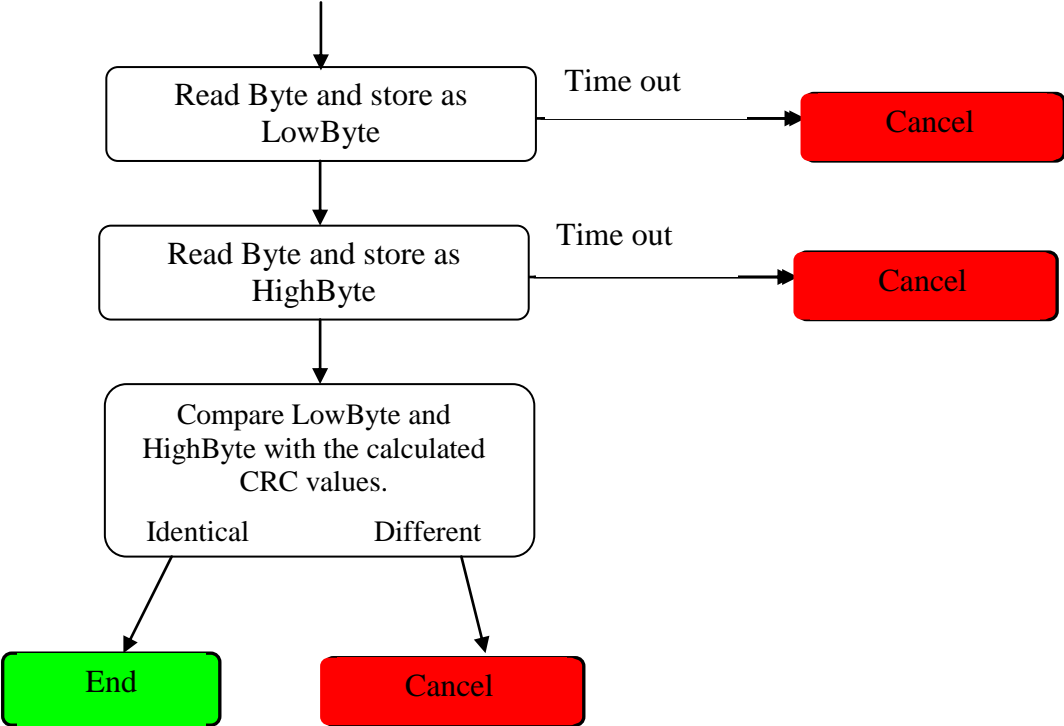 Read Byte and store as
LowByte
Time out
Cancel
Read Byte and store as
HighByte
Time out
Cancel
Compare LowByte and
HighByte with the calculated
CRC values.
Identical Different
End
Cancel